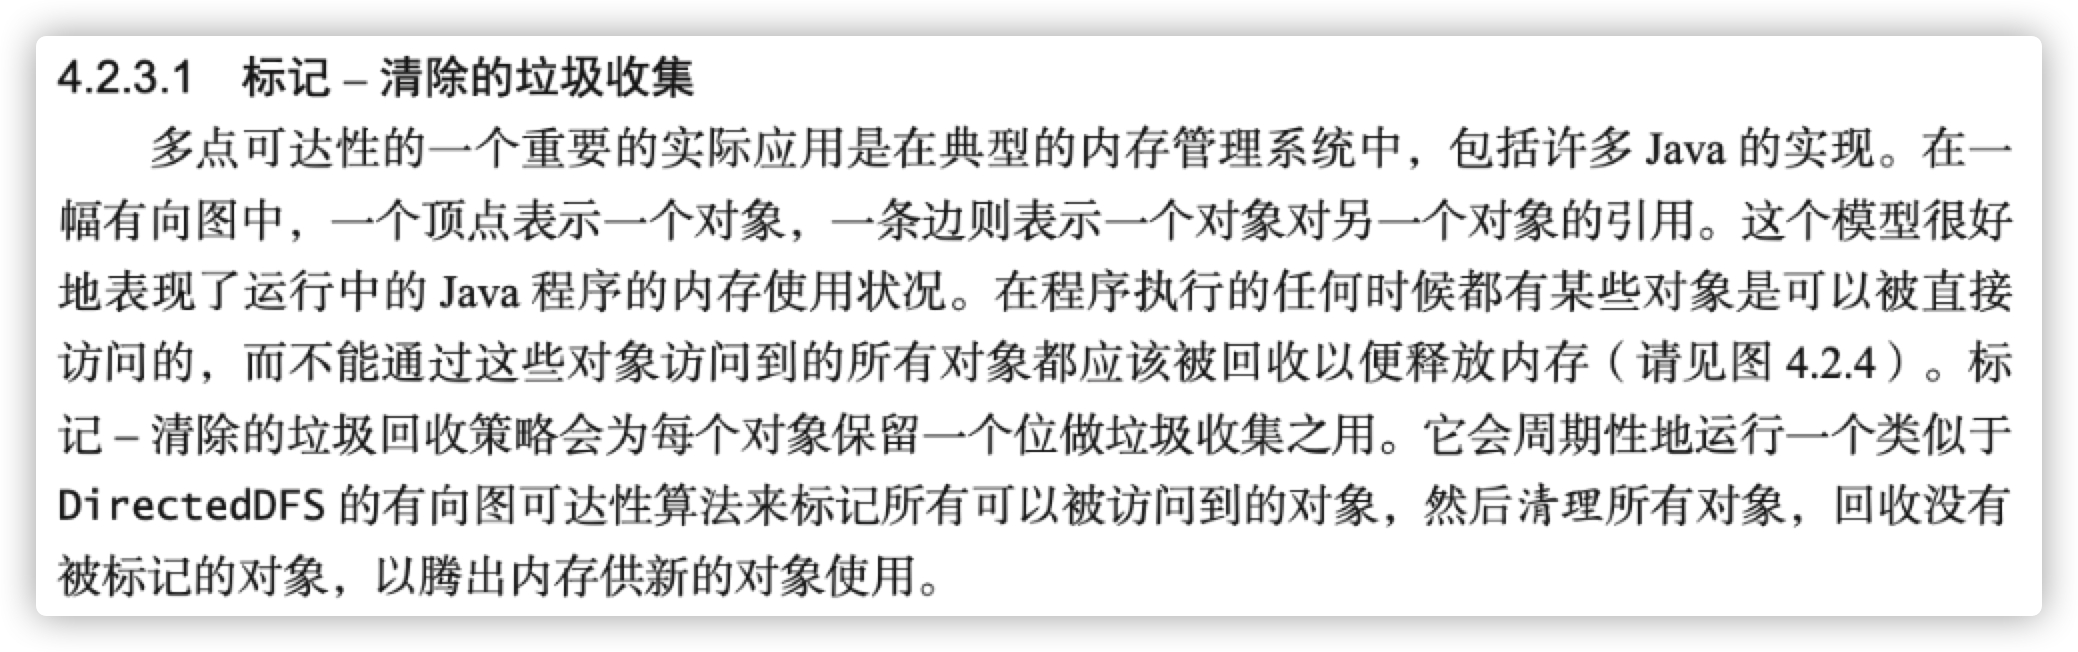 4.2.3.1 标记 – 清除的垃圾收集
多点可达性的一个重要的实际应用是在典型的内存管理系统中，包括许多 Java 的实现。在一
幅有向图中，一个顶点表示一个对象，一条边则表示一个对象对另一个对象的引用。这个模型很好
地表现了运行中的 Java 程序的内存使用状况。在程序执行的任何时候都有某些对象是可以被直接
访问的，而不能通过这些对象访问到的所有对象都应该被回收以便释放内存（请见图 4.2.4）。标
记 – 清除的垃圾回收策略会为每个对象保留一个位做垃圾收集之用。它会周期性地运行一个类似于
DirectedDFS 的有向图可达性算法来标记所有可以被访问到的对象，然后清理所有对象，回收没有
被标记的对象，以腾出内存供新的对象使用。